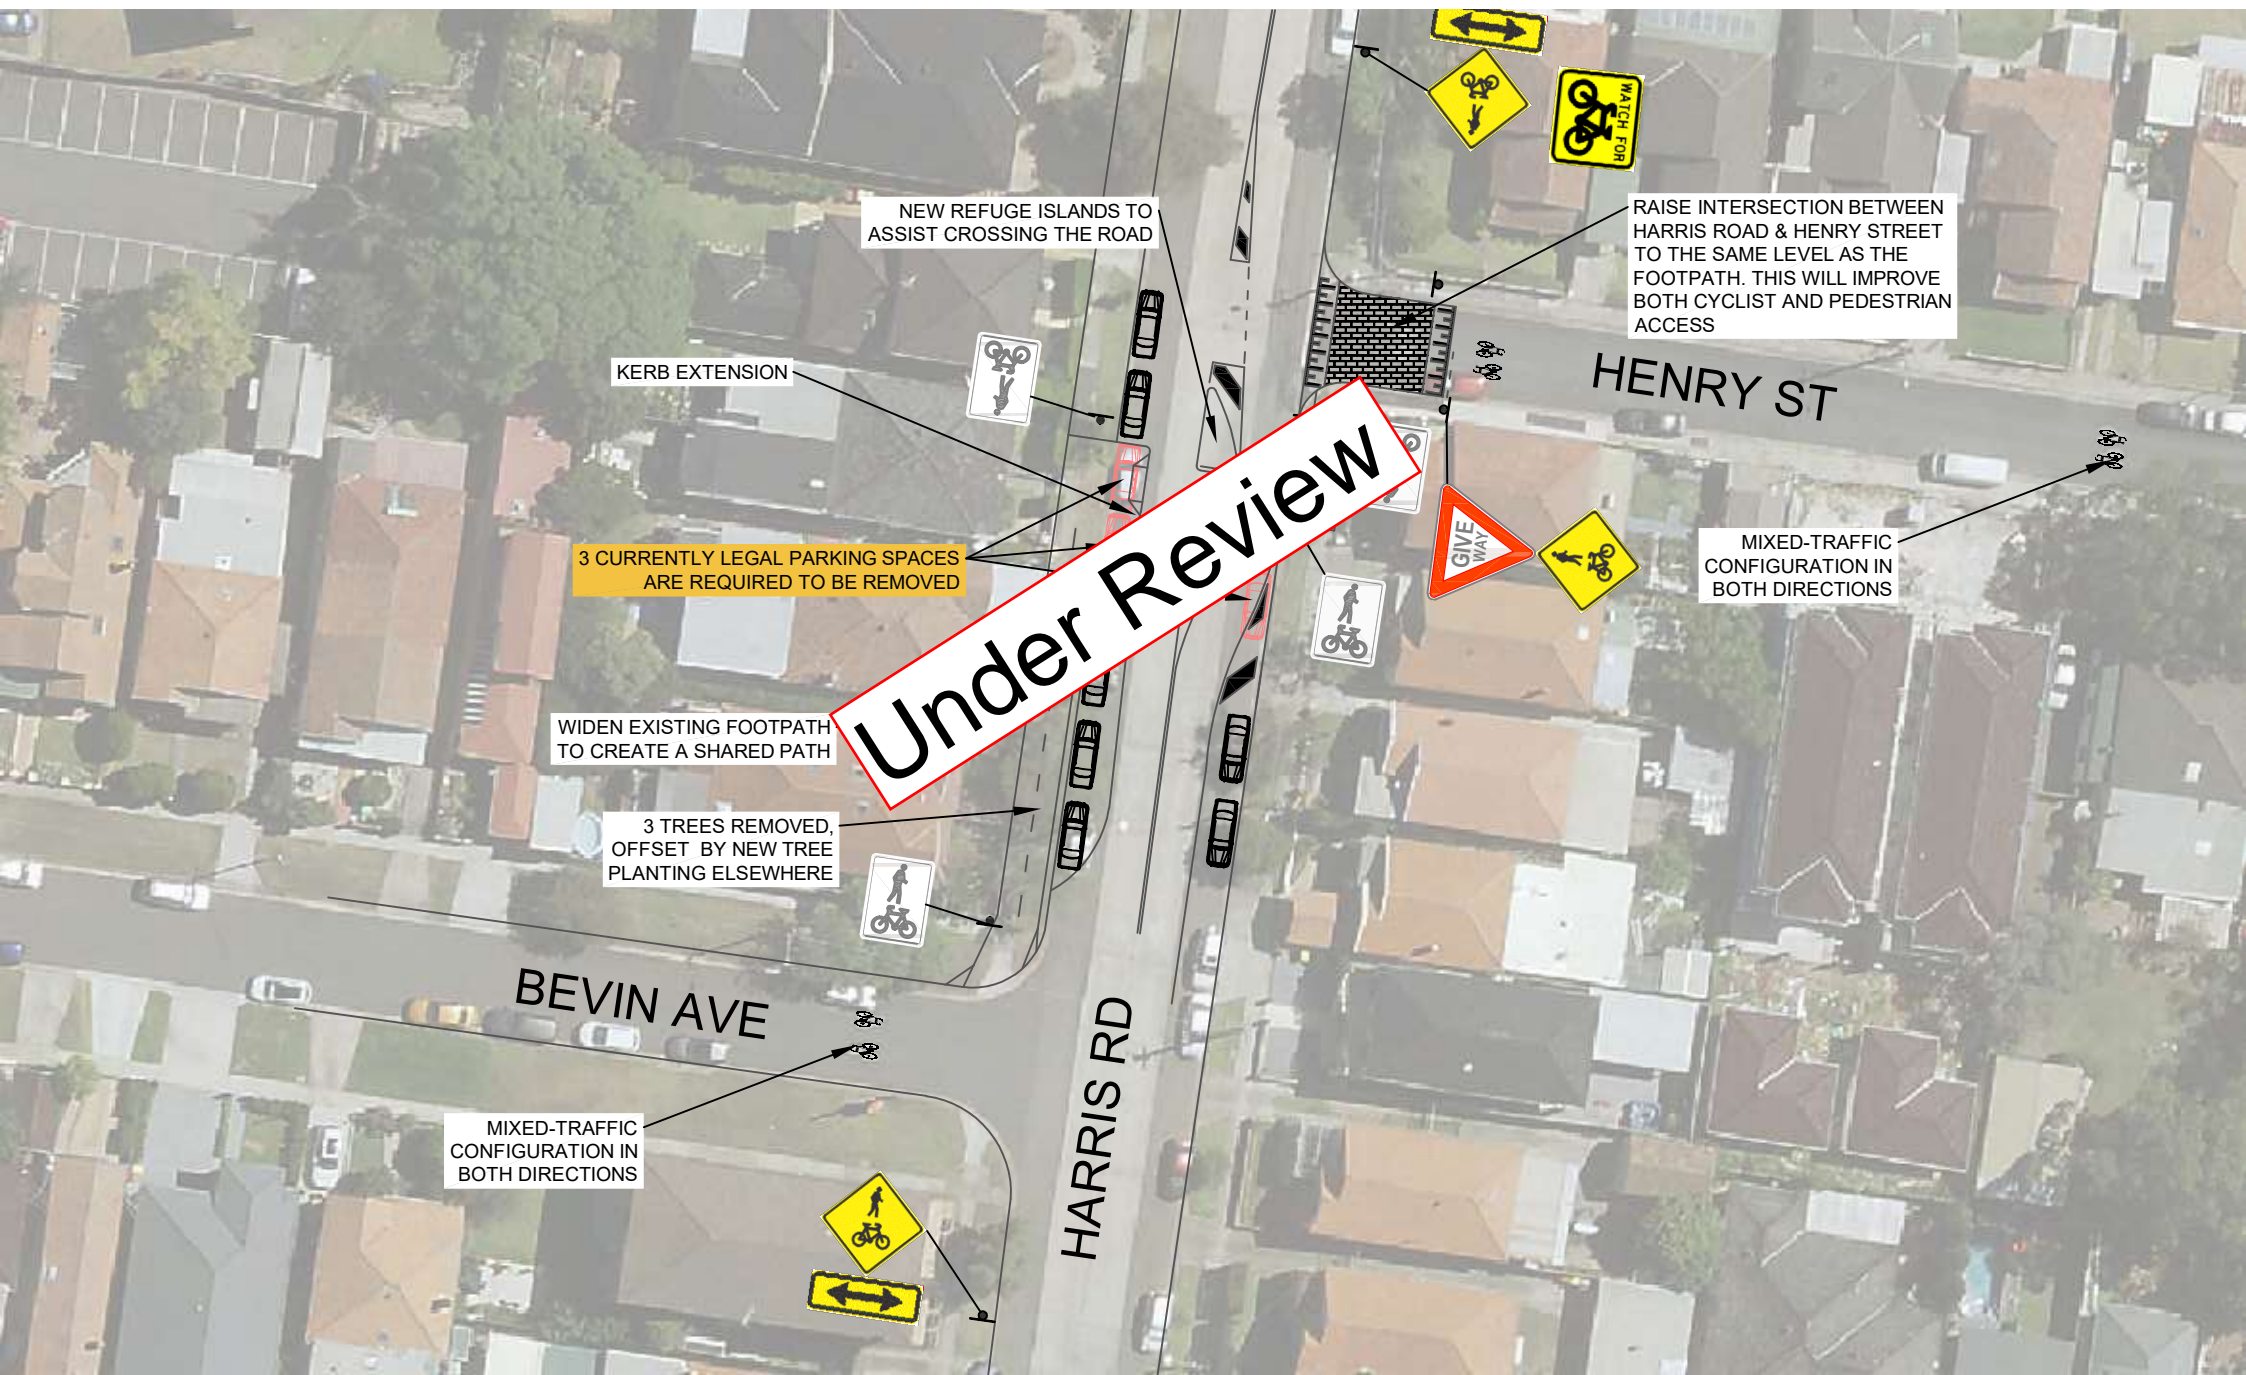 WATCH FOR
NEW REFUGE ISLANDS TO
ASSIST CROSSING THE ROAD
RAISE INTERSECTION BETWEEN
HARRIS ROAD & HENRY STREET
TO THE SAME LEVEL AS THE
FOOTPATH. THIS WILL IMPROVE
BOTH CYCLIST AND PEDESTRIAN
ACCESS
KERB EXTENSION
HENRY ST
Under Review
GIVE
WAY
3 CURRENTLY LEGAL PARKING SPACES
ARE REQUIRED TO BE REMOVED
MIXED-TRAFFIC
CONFIGURATION IN
BOTH DIRECTIONS
WIDEN EXISTING FOOTPATH
TO CREATE A SHARED PATH
3 TREES REMOVED,
OFFSET BY NEW TREE
PLANTING ELSEWHERE
BEVIN AVE
HARRIS RD
MIXED-TRAFFIC
CONFIGURATION IN
BOTH DIRECTIONS